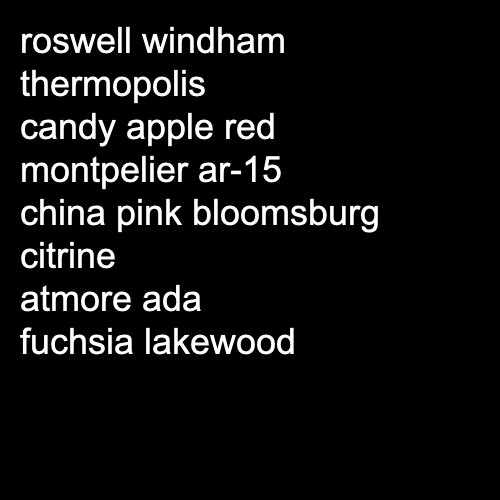 roswell windham
thermopolis
candy apple red
montpelier ar-15
china pink bloomsburg
citrine
atmore ada
fuchsia lakewood